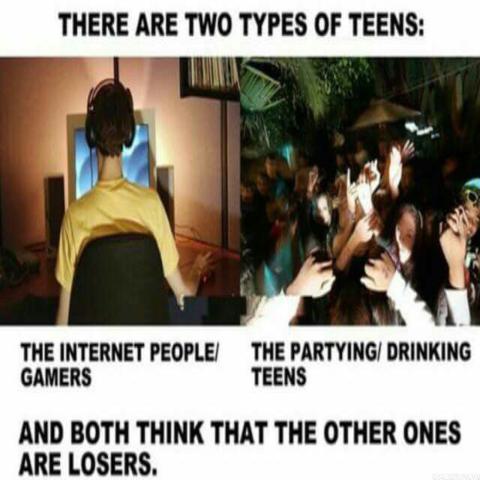 THERE ARE TWO TYPES OF TEENS:
THE INTERNET PEOPLE/
GAMERS
THE PARTYING/ DRINKING
TEENS
AND BOTH THINK THAT THE OTHER ONES
ARE LOSERS.